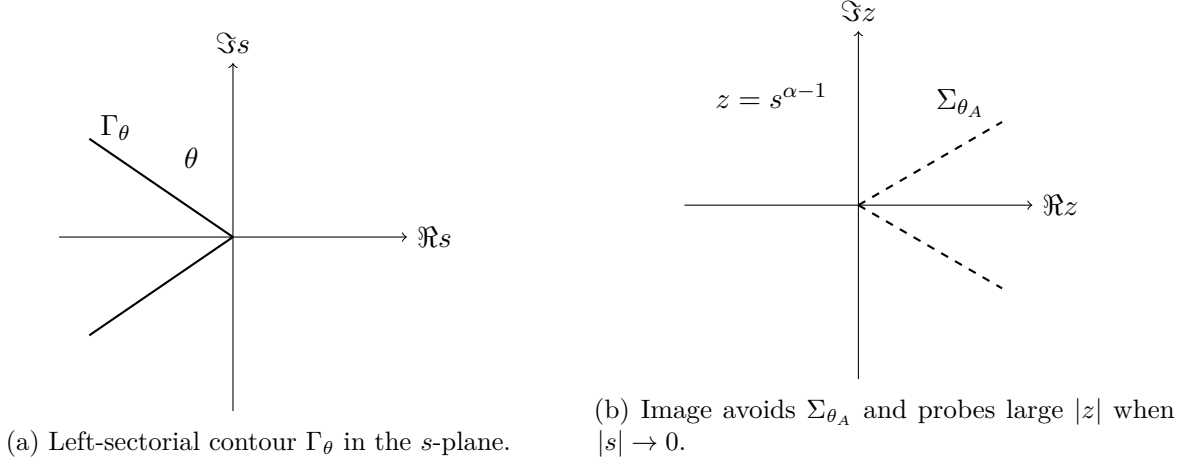 ℑs
Γ_θ
θ
ℜs
(a) Left-sectorial contour Γ_θ in the s-plane.
ℑz
z = s^{α−1}
Σ_{θ_A}
ℜz
(b) Image avoids Σ_{θ_A} and probes large |z| when
|s| → 0.